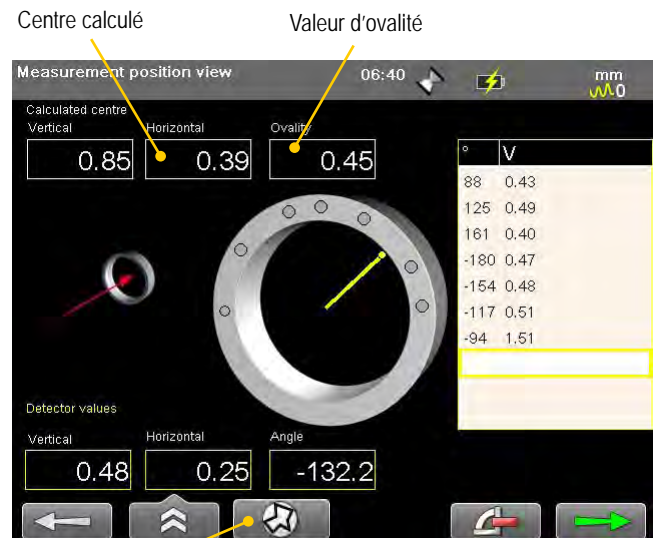 Centre calculé Valeur d'ovalité
Measurement position view 06:40 mm
0
Calculated centre
Vertical Horizontal Ovality
0.85 0.39 0.45
° V
88 0.43
125 0.49
161 0.40
-180 0.47
-154 0.48
-117 0.51
-94 1.51
Detector values
Vertical Horizontal Angle
0.48 0.25 -132.2